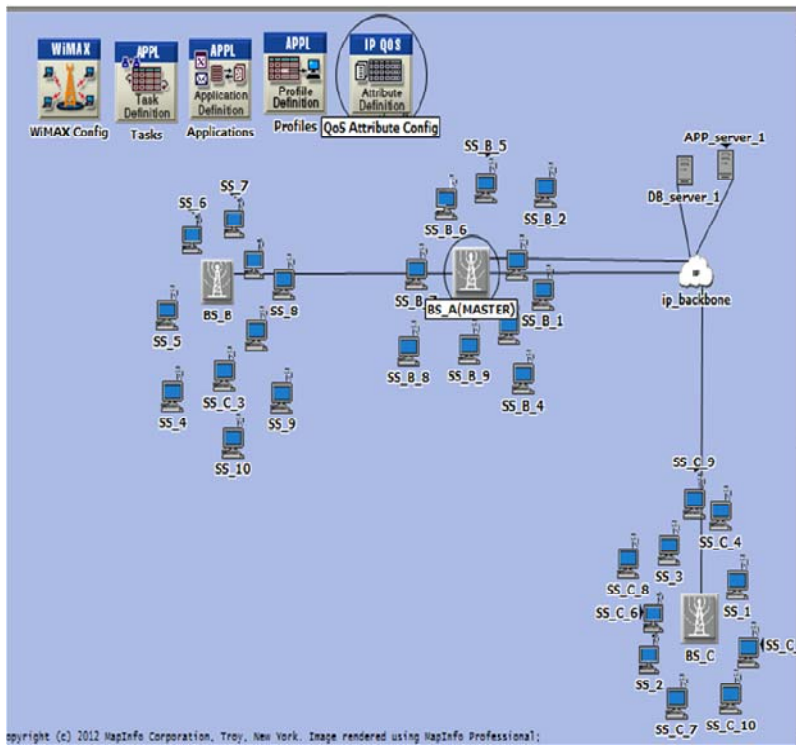 WiMAX
APPL
APPL
APPL
IP QOS
Task Definition
Application Definition
Profile Definition
Attribute Definition
WiMAX Config
Tasks
Applications
Profiles
QoS Attribute Config
SS_B_5
APP_server_1
SS_7
SS_6
SS_B_2
DB_server_1
SS_B_6
IP
BS_B
SS_8
ip_backbone
BS_A(MASTER)
SS_B_1
SS_5
SS_B_8
SS_B_9
SS_C_3
SS_B_4
SS_4
SS_9
SS_10
SS_C_9
SS_C_4
SS_3
SS_C_8
SS_1
SS_C_6
SS_C_
BS_C
SS_2
SS_C_7
SS_C_10
opyright (c) 2012 MapInfo Corporation, Troy, New York. Image rendered using MapInfo Professional;